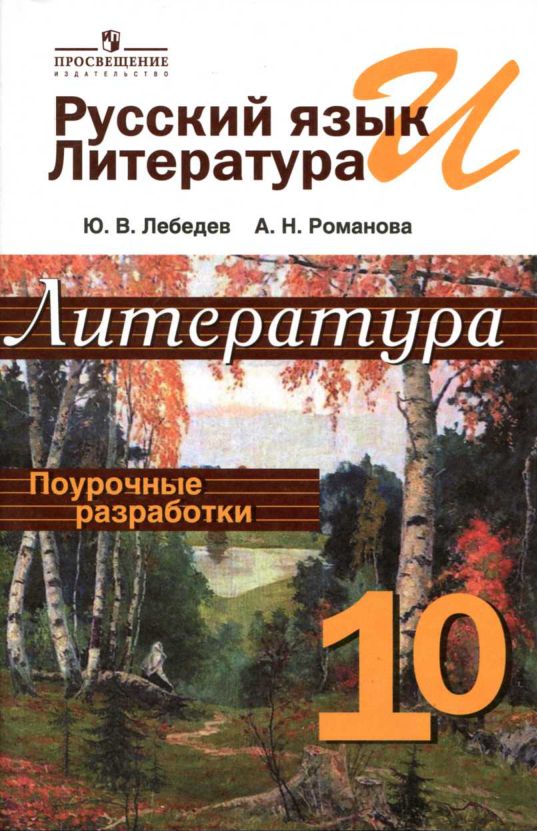 ПРОСВЕЩЕНИЕ
ИЗДАТЕЛЬСТВО
Русский язык и
Литература
Ю. В. Лебедев А. Н. Романова
Литература
Поурочные
разработки
10